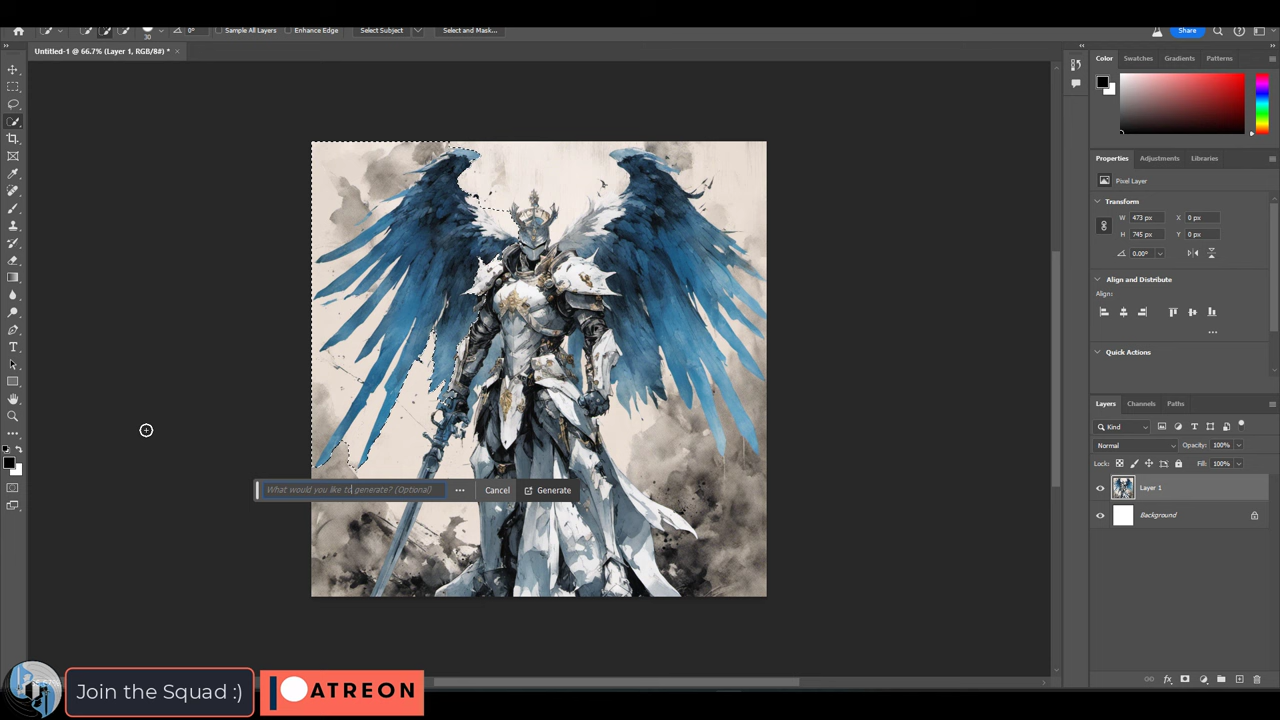 30
0°
Sample All Layers
Enhance Edge
Select Subject
Select and Mask...
Share
Untitled-1 @ 66.7% (Layer 1, RGB/8#) *
Color
Swatches
Gradients
Patterns
Properties
Adjustments
Libraries
Pixel Layer
Transform
W 473 px X 0 px
H 745 px Y 0 px
0.00°
Align and Distribute
Align:
Quick Actions
Layers
Channels
Paths
Kind
Normal
Opacity: 100%
Lock:
Fill: 100%
Layer 1
Background
What would you like to generate? (Optional)
Cancel
Generate
Join the Squad :)
ATREON